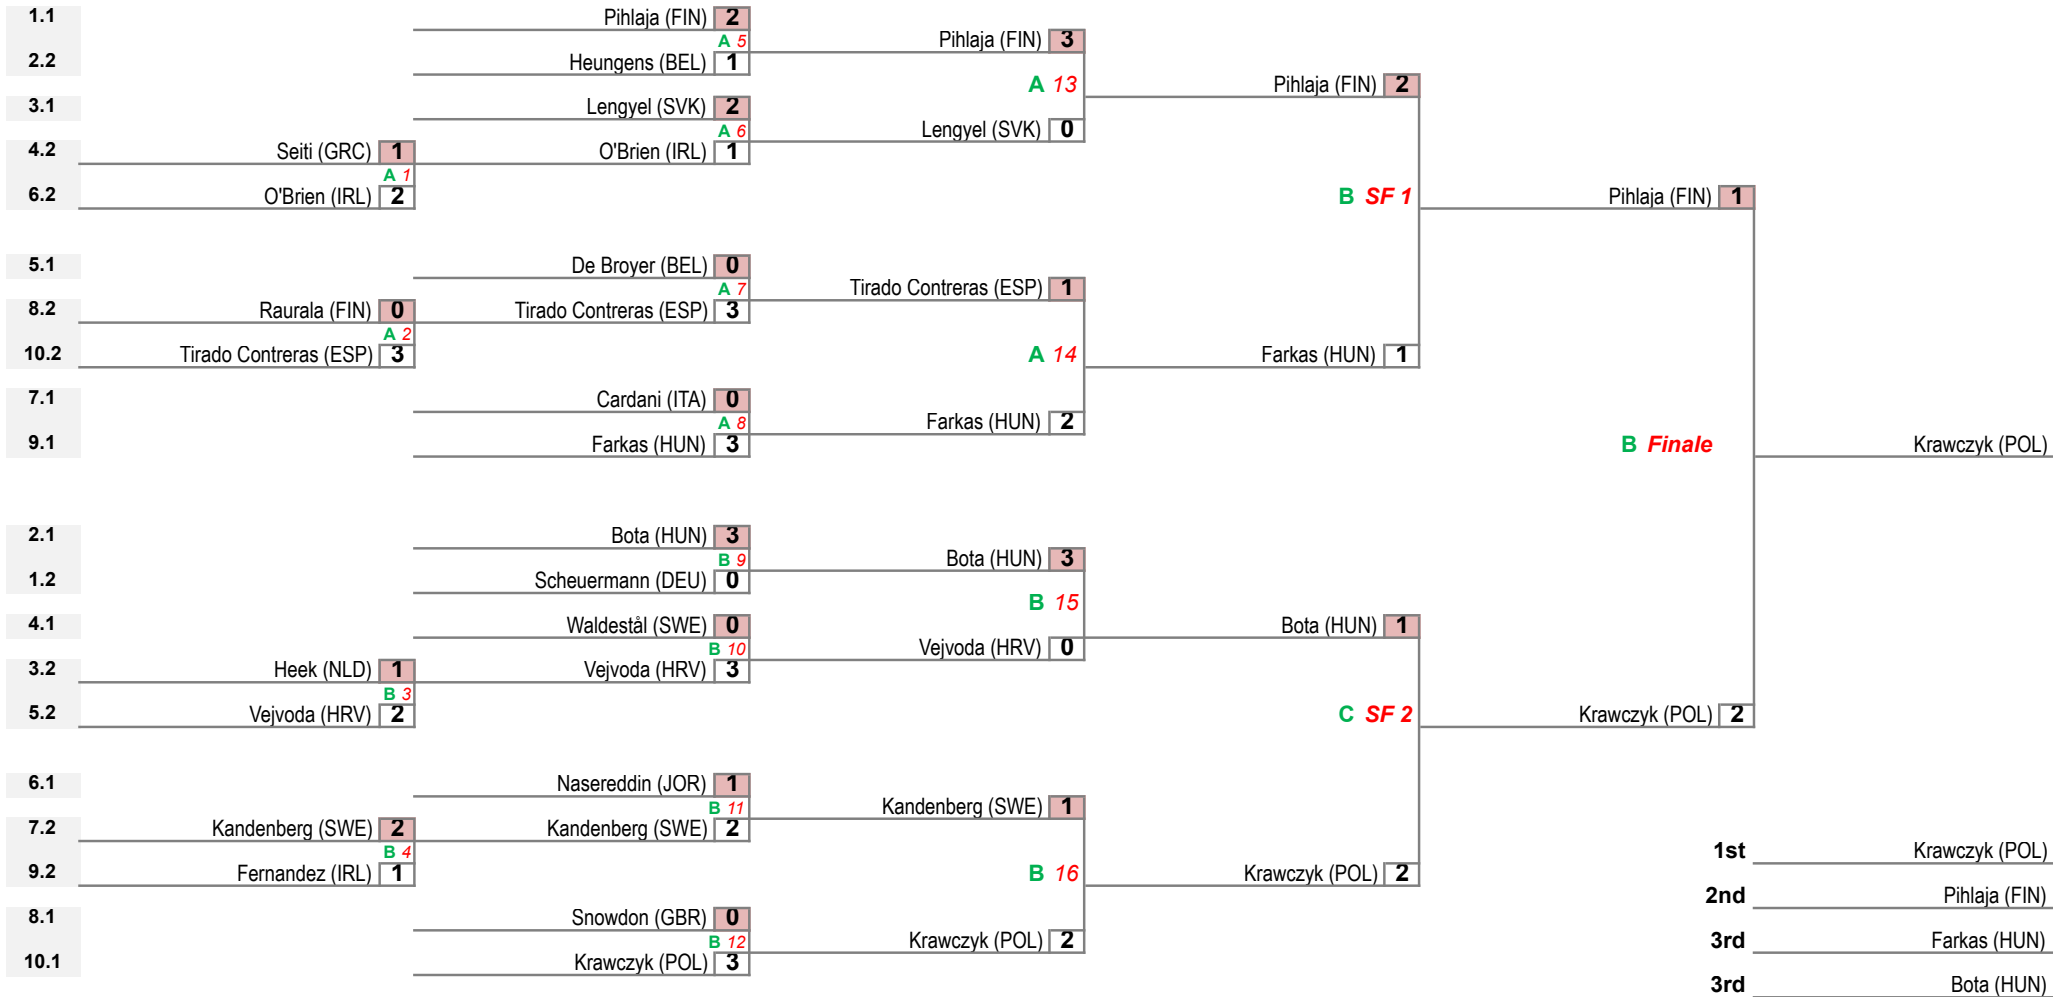 1.1 Pihlaja (FIN) 2
A 5 Pihlaja (FIN) 3
2.2 Heungens (BEL) 1
A 13 Pihlaja (FIN) 2
3.1 Lengyel (SVK) 2
A 6 Lengyel (SVK) 0
4.2 Seiti (GRC) 1 O'Brien (IRL) 1
A 1
6.2 O'Brien (IRL) 2 B SF 1 Pihlaja (FIN) 1
5.1 De Broyer (BEL) 0
A 7 Tirado Contreras (ESP) 1
8.2 Raurala (FIN) 0 Tirado Contreras (ESP) 3
A 2
10.2 Tirado Contreras (ESP) 3 A 14 Farkas (HUN) 1
7.1 Cardani (ITA) 0
A 8 Farkas (HUN) 2
9.1 Farkas (HUN) 3 B Finale Krawczyk (POL)
2.1 Bota (HUN) 3
B 9 Bota (HUN) 3
1.2 Scheuermann (DEU) 0
B 15
4.1 Waldestål (SWE) 0 Bota (HUN) 1
B 10 Vejvoda (HRV) 0
3.2 Heek (NLD) 1 Vejvoda (HRV) 3
B 3
5.2 Vejvoda (HRV) 2 C SF 2 Krawczyk (POL) 2
6.1 Nasereddin (JOR) 1
B 11 Kandenberg (SWE) 1
7.2 Kandenberg (SWE) 2 Kandenberg (SWE) 2
B 4 1st Krawczyk (POL)
9.2 Fernandez (IRL) 1 B 16 Krawczyk (POL) 2
2nd Pihlaja (FIN)
8.1 Snowdon (GBR) 0
B 12 Krawczyk (POL) 2 3rd Farkas (HUN)
10.1 Krawczyk (POL) 3
3rd Bota (HUN)